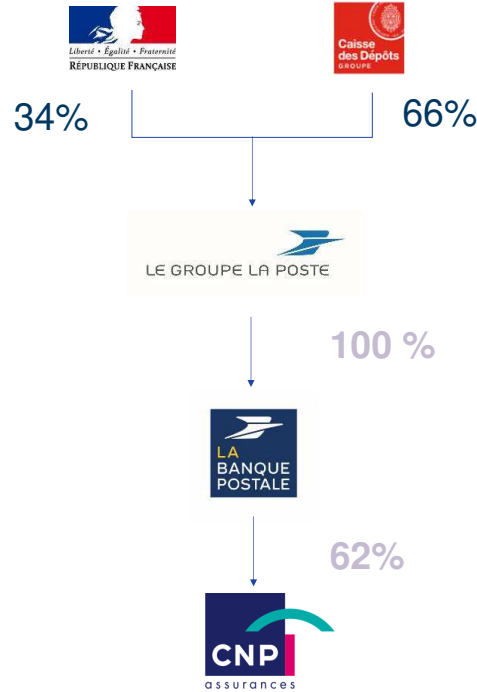 Liberté • Égalité • Fraternité
RÉPUBLIQUE FRANÇAISE
Caisse
des Dépôts
GROUPE
34%
66%
LE GROUPE LA POSTE
100 %
LA
BANQUE
POSTALE
62%
CNP
assurances